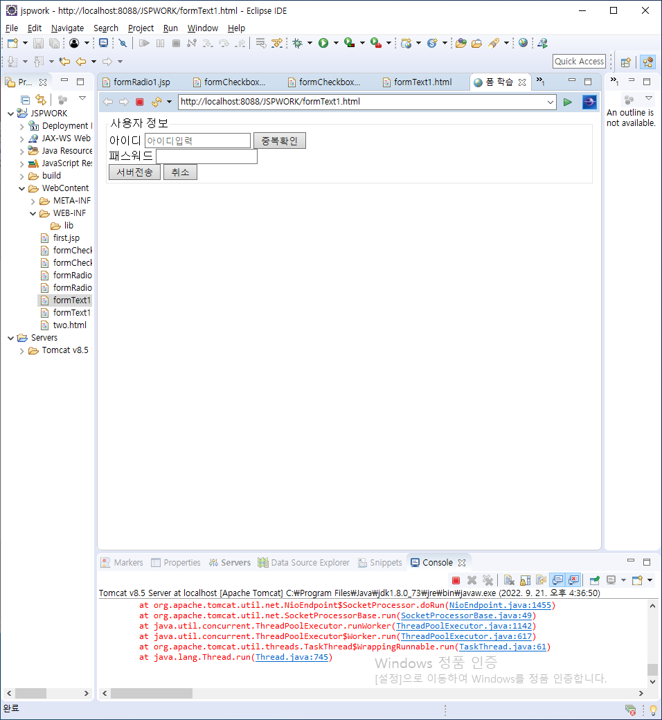 jspwork - http://localhost:8088/JSPWORK/formText1.html - Eclipse IDE
File Edit Navigate Search Project Run Window Help
Quick Access
Pr...
formRadio1.jsp
formCheckbox...
formCheckbox...
formText1.html
폼 학습
»1
»1
http://localhost:8088/JSPWORK/formText1.html
An outline is
not available.
JSPWORK
Deployment I
JAX-WS Web
Java Resource
JavaScript Res
build
WebContent
META-INF
WEB-INF
lib
first.jsp
formChec
formChec
formRadio
formRadio
formText1
formText1
two.html
Servers
Tomcat v8.5
사용자 정보
아이디 아이디입력 중복확인
패스워드
서버전송 취소
Markers Properties Servers Data Source Explorer Snippets Console
Tomcat v8.5 Server at localhost [Apache Tomcat] C:₩Program Files₩Java₩jdk1.8.0_73₩jre₩bin₩javaw.exe (2022. 9. 21. 오후 4:36:50)
at org.apache.tomcat.util.net.NioEndpoint$SocketProcessor.doRun(NioEndpoint.java:1455)
at org.apache.tomcat.util.net.SocketProcessorBase.run(SocketProcessorBase.java:49)
at java.util.concurrent.ThreadPoolExecutor.runWorker(ThreadPoolExecutor.java:1142)
at java.util.concurrent.ThreadPoolExecutor$Worker.run(ThreadPoolExecutor.java:617)
at org.apache.tomcat.util.threads.TaskThread$WrappingRunnable.run(TaskThread.java:61)
at java.lang.Thread.run(Thread.java:745)
Windows 정품 인증
[설정]으로 이동하여 Windows를 정품 인증합니다.
완료